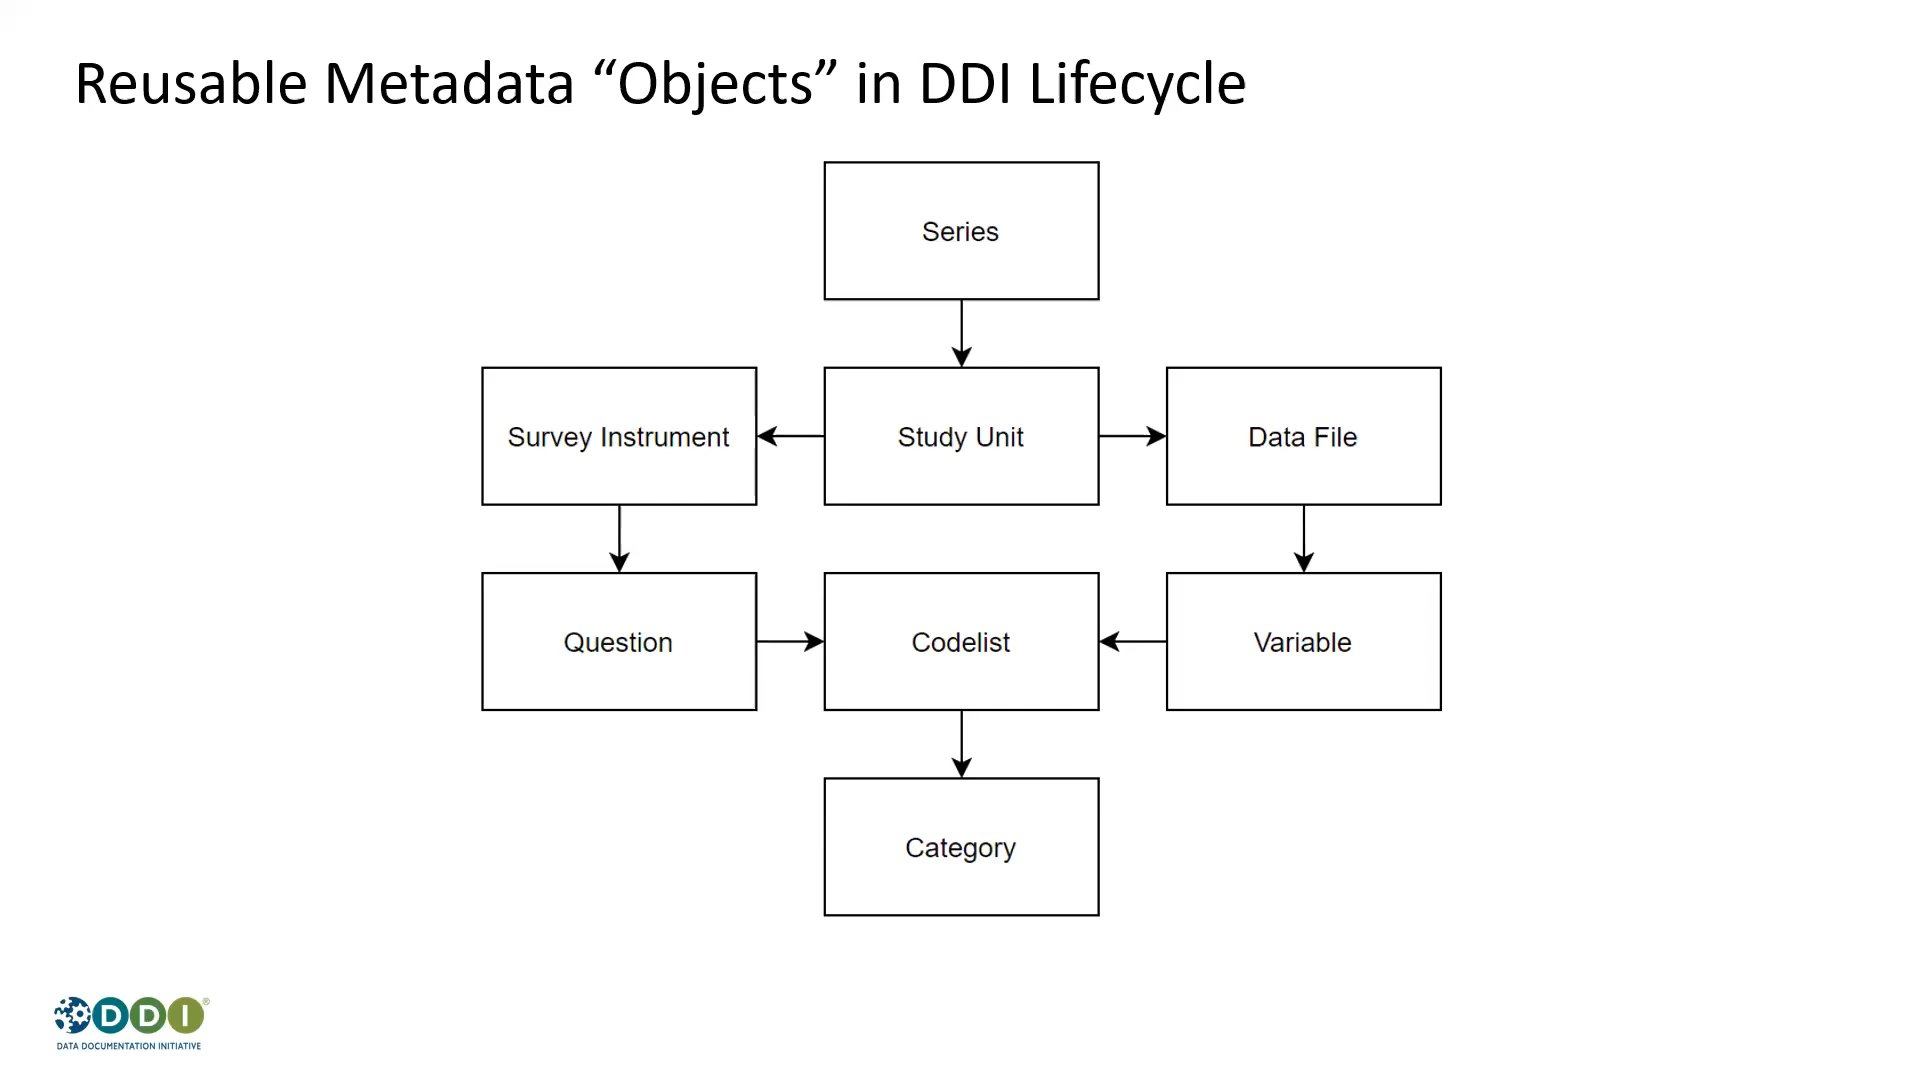 Reusable Metadata “Objects” in DDI Lifecycle
Series
Survey Instrument
Study Unit
Data File
Question
Codelist
Variable
Category
DDI®
DATA DOCUMENTATION INITIATIVE